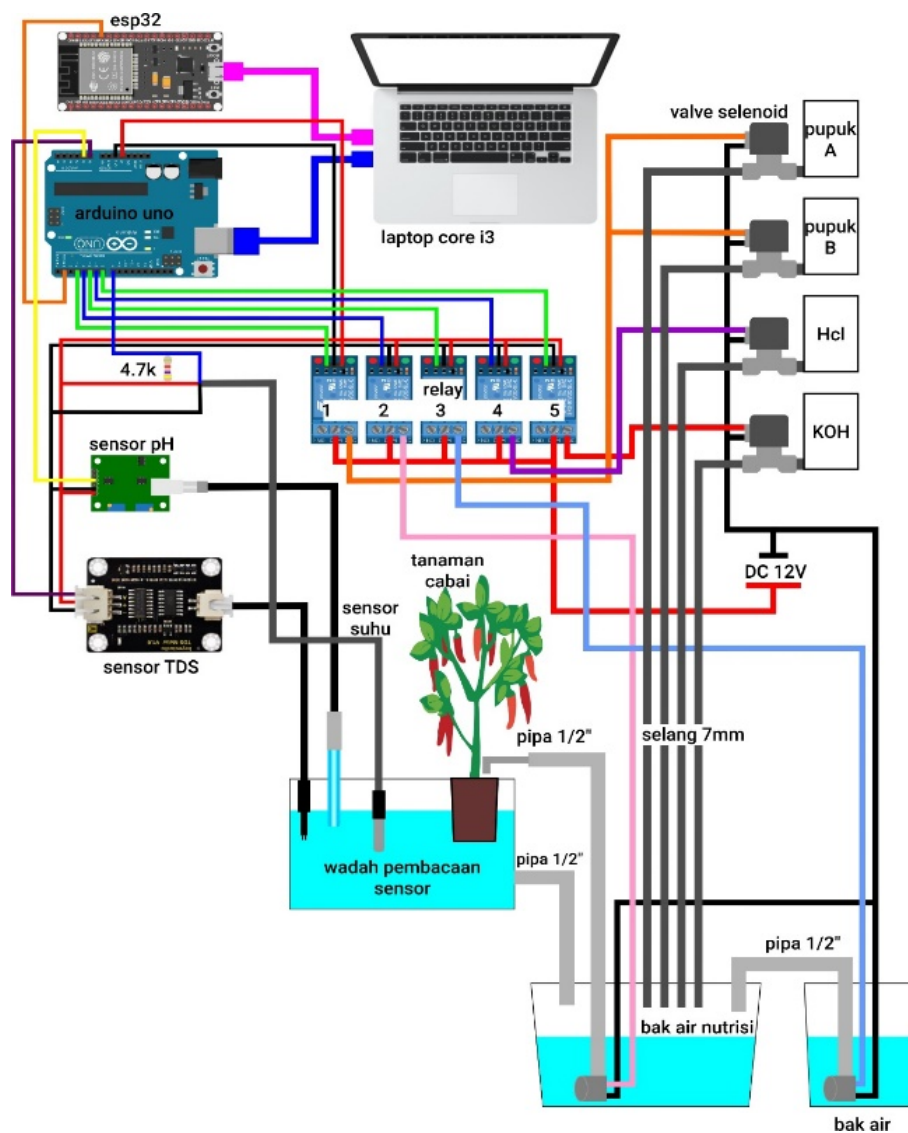 esp32
valve selenoid
pupuk
A
arduino uno
laptop core i3
pupuk
B
Hcl
4.7k
relay
1 2 3 4 5
KOH
sensor pH
DC 12V
tanaman
cabai
sensor
suhu
sensor TDS
pipa 1/2"
selang 7mm
wadah pembacaan
sensor
pipa 1/2"
pipa 1/2"
bak air nutrisi
bak air